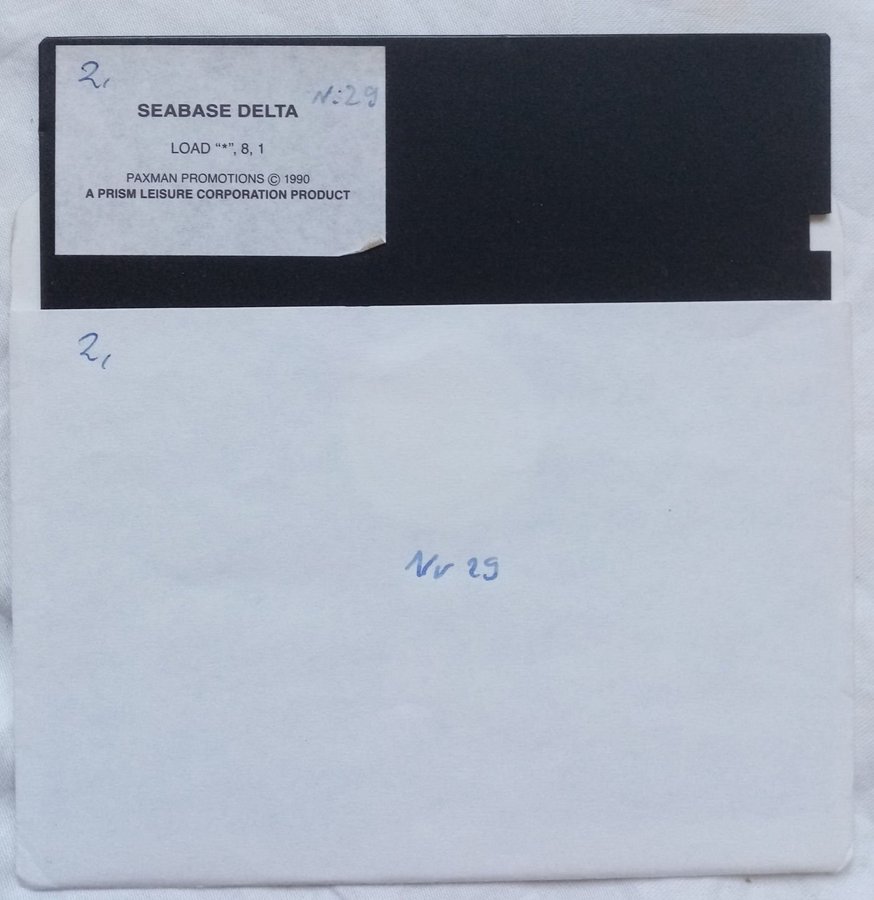 2,
Nr 29
SEABASE DELTA
LOAD “*”, 8, 1
PAXMAN PROMOTIONS © 1990
A PRISM LEISURE CORPORATION PRODUCT
2,
Nr 29